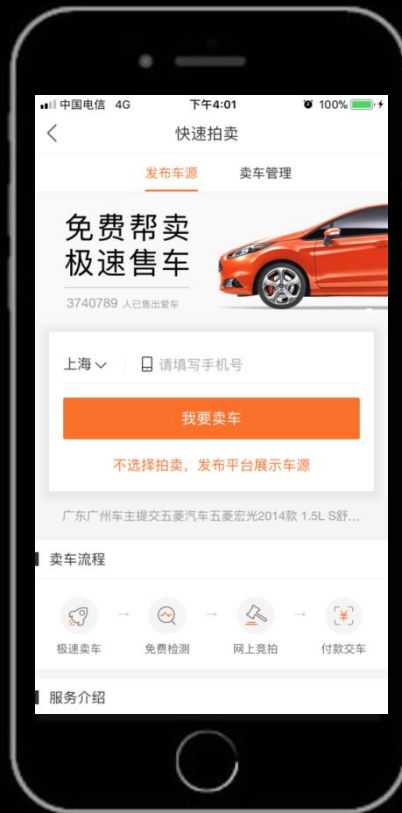 中国电信 4G 下午4:01 100%
快速拍卖
发布车源 卖车管理
免费帮卖
极速售车
3740789 人已售出爱车
上海 请填写手机号
我要卖车
不选择拍卖，发布平台展示车源
广东广州车主提交五菱汽车五菱宏光2014款 1.5L S舒...
卖车流程
极速卖车 免费检测 网上竞拍 付款交车
服务介绍